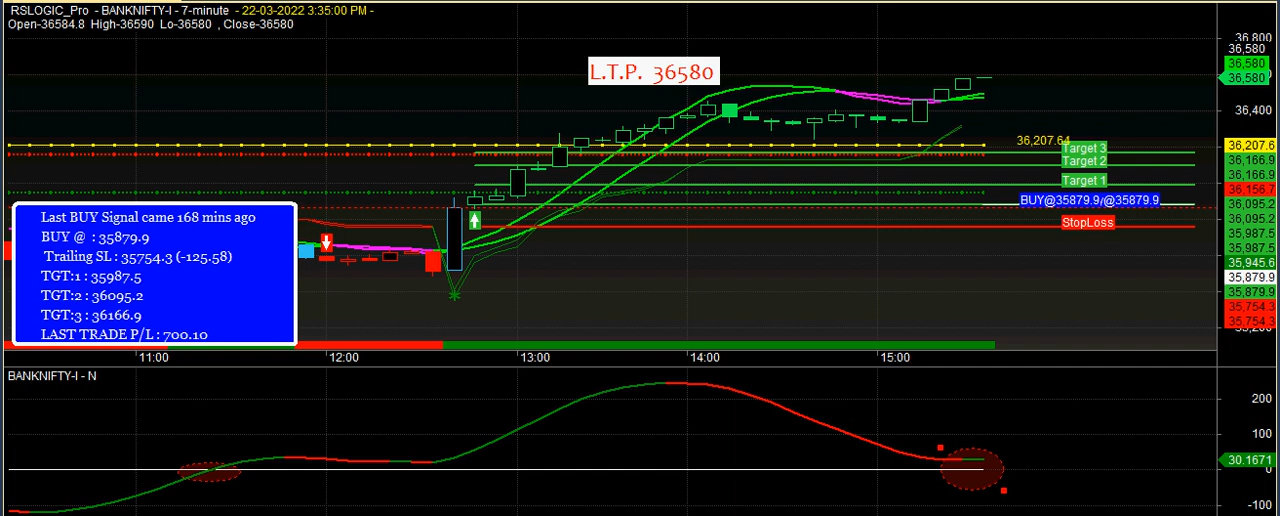 RSLOGIC_Pro - BANKNIFTY-I - 7-minute - 22-03-2022 3:35:00 PM -
Open-36584.8 High-36590 Lo-36580 , Close-36580
L.T.P. 36580
36,207.64
Target 3
Target 2
Target 1
BUY@35879.9/@35879.9
StopLoss
Last BUY Signal came 168 mins ago
BUY @ : 35879.9
Trailing SL : 35754.3 (-125.58)
TGT:1 : 35987.5
TGT:2 : 36095.2
TGT:3 : 36166.9
LAST TRADE P/L : 700.10
36,800
36,580
36,580
36,580
36,400
36,207.6
36,166.9
36,166.9
36,156.7
36,095.2
36,095.2
35,987.5
35,987.5
35,945.6
35,879.9
35,754.3
35,754.3
11:00 12:00 13:00 14:00 15:00
BANKNIFTY-I - N
200
100
30.1671
0
-100